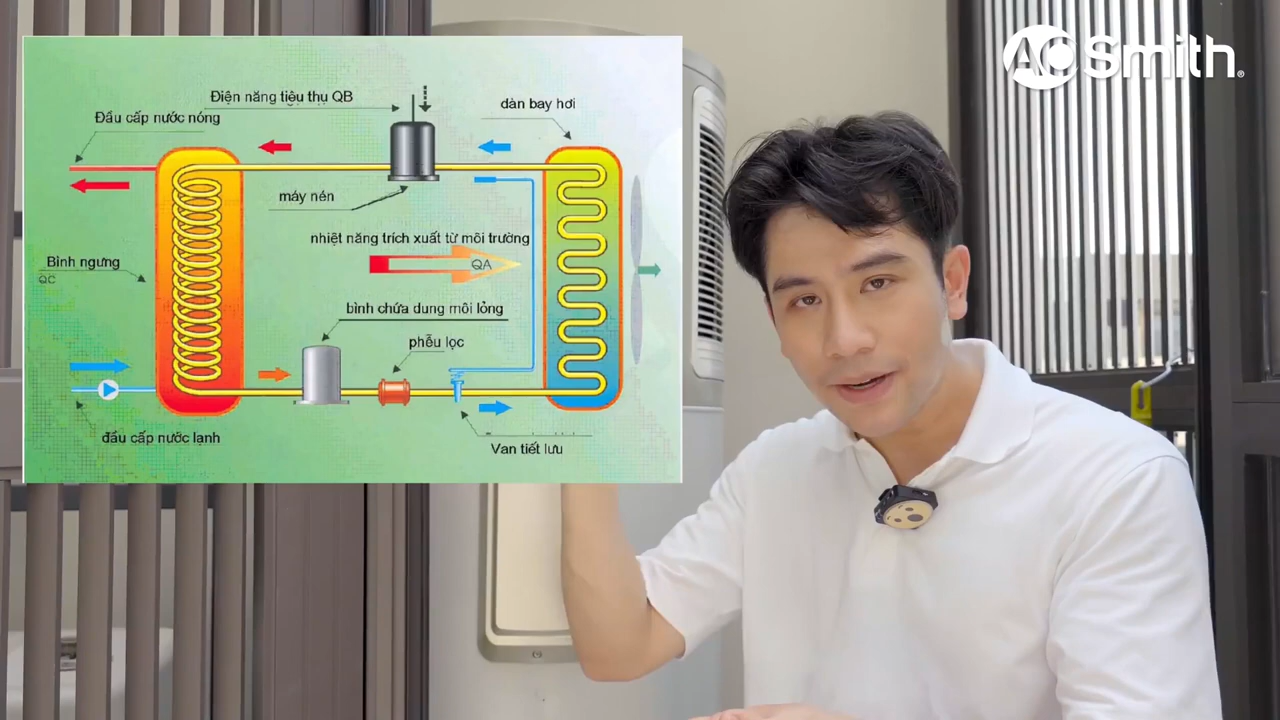 AO Smith®
Điện năng tiêu thụ QB
dàn bay hơi
Đầu cấp nước nóng
máy nén
nhiệt năng trích xuất từ môi trường
QA
Bình ngưng
QC
bình chứa dung môi lỏng
phễu lọc
đầu cấp nước lạnh
Van tiết lưu